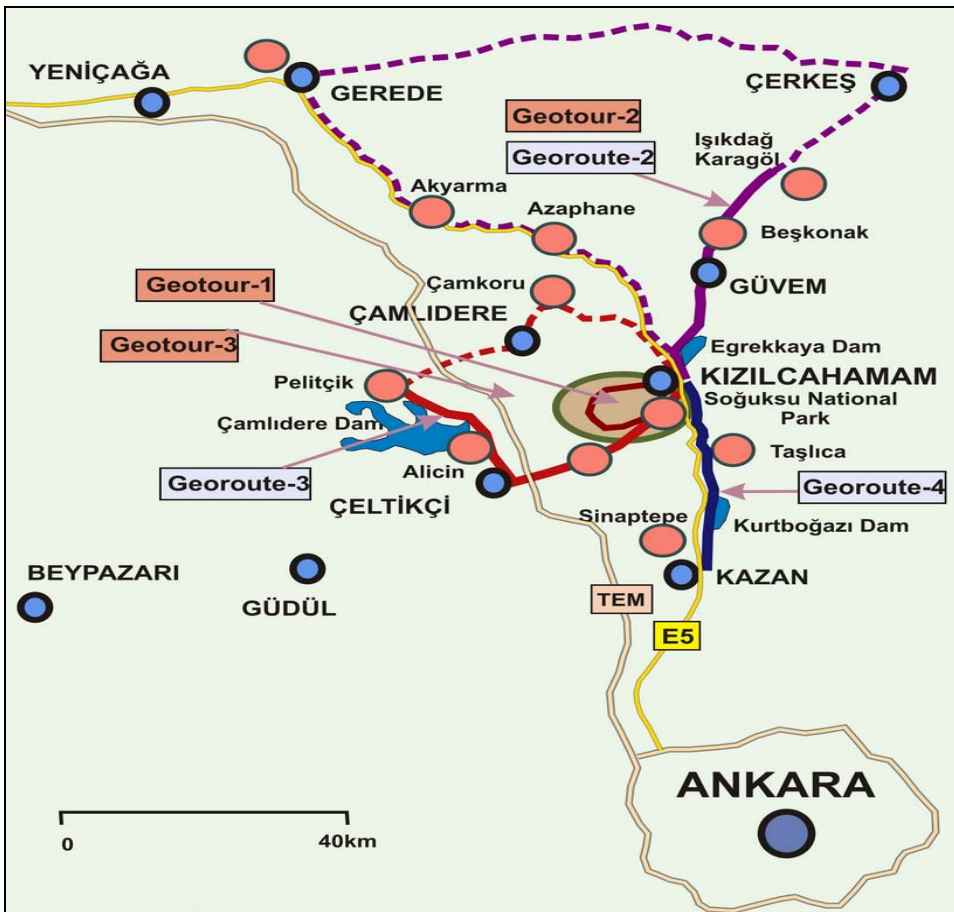 YENİÇAĞA
GEREDE
ÇERKEŞ
Geotour-2
Georoute-2
Işıkdağ
Karagöl
Akyarma
Azaphane
Beşkonak
GÜVEM
Geotour-1
Çamkoru
ÇAMLIDERE
Geotour-3
Egrekkaya Dam
Pelitçik
KIZILCAHAMAM
Soğuksu National
Park
Çamlıdere Dam
Taşlıca
Alicin
Georoute-3
Georoute-4
ÇELTİKÇİ
Sinaptepe
Kurtboğazı Dam
BEYPAZARI
GÜDÜL
KAZAN
TEM
E5
ANKARA
0
40km